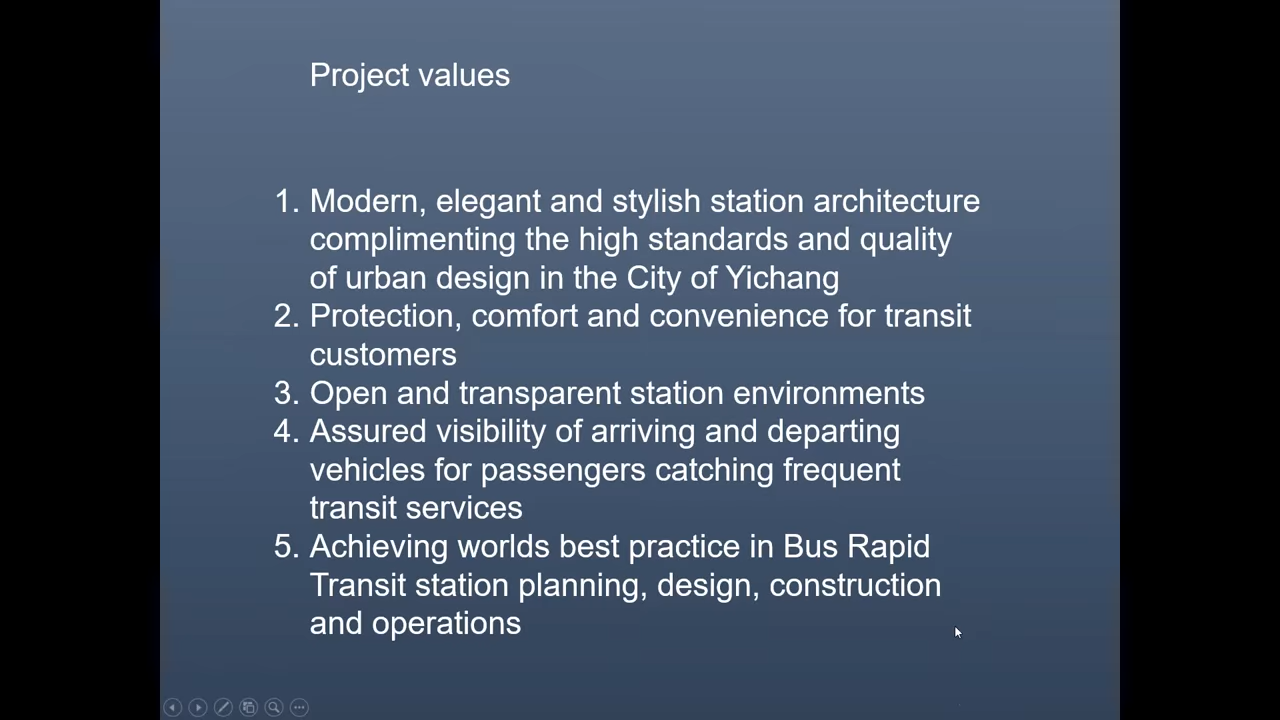 Project values
1. Modern, elegant and stylish station architecture
complimenting the high standards and quality
of urban design in the City of Yichang
2. Protection, comfort and convenience for transit
customers
3. Open and transparent station environments
4. Assured visibility of arriving and departing
vehicles for passengers catching frequent
transit services
5. Achieving worlds best practice in Bus Rapid
Transit station planning, design, construction
and operations